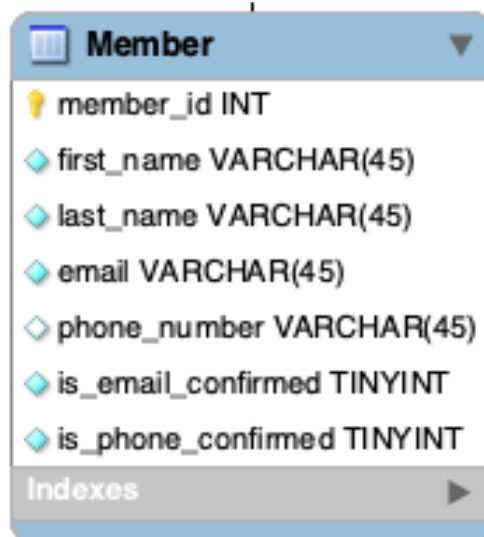 Member
member_id INT
first_name VARCHAR(45)
last_name VARCHAR(45)
email VARCHAR(45)
phone_number VARCHAR(45)
is_email_confirmed TINYINT
is_phone_confirmed TINYINT
Indexes